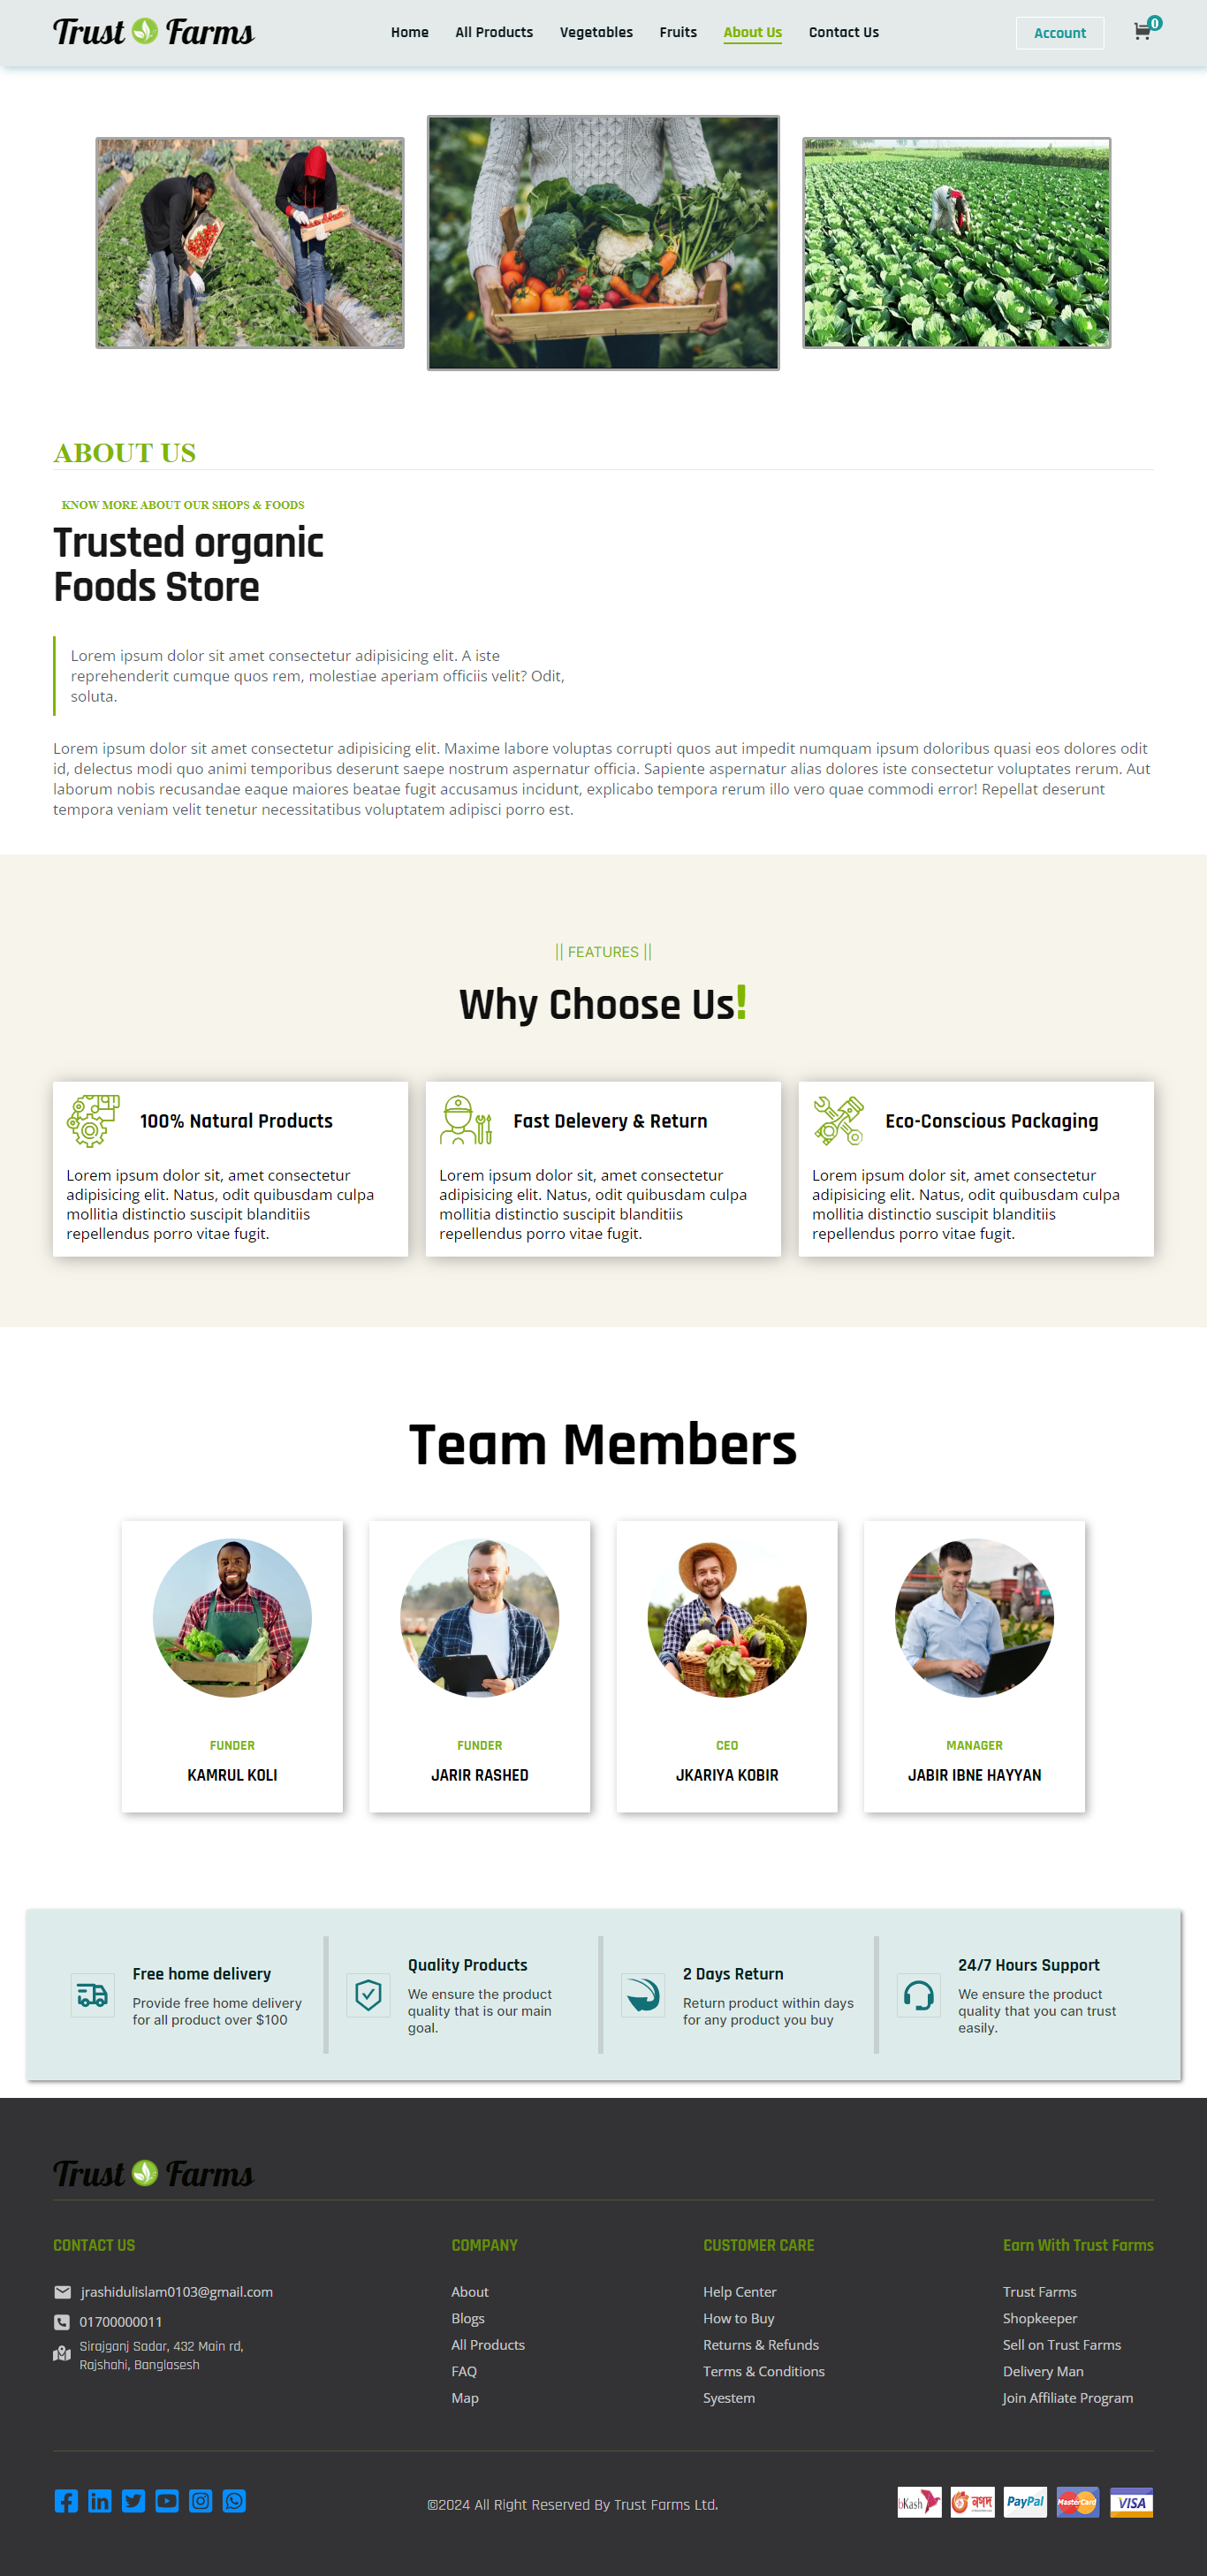 Trust Farms
Home All Products Vegetables Fruits About Us Contact Us
Account
0
ABOUT US
KNOW MORE ABOUT OUR SHOPS & FOODS
Trusted organic
Foods Store
Lorem ipsum dolor sit amet consectetur adipisicing elit. A iste
reprehenderit cumque quos rem, molestiae aperiam officiis velit? Odit,
soluta.
Lorem ipsum dolor sit amet consectetur adipisicing elit. Maxime labore voluptas corrupti quos aut impedit numquam ipsum doloribus quasi eos dolores odit
id, delectus modi quo animi temporibus deserunt saepe nostrum aspernatur officia. Sapiente aspernatur alias dolores iste consectetur voluptates rerum. Aut
laborum nobis recusandae eaque maiores beatae fugit accusamus incidunt, explicabo tempora rerum illo vero quae commodi error! Repellat deserunt
tempora veniam velit tenetur necessitatibus voluptatem adipisci porro est.
|| FEATURES ||
Why Choose Us!
100% Natural Products
Lorem ipsum dolor sit, amet consectetur
adipisicing elit. Natus, odit quibusdam culpa
mollitia distinctio suscipit blanditiis
repellendus porro vitae fugit.
Fast Delevery & Return
Lorem ipsum dolor sit, amet consectetur
adipisicing elit. Natus, odit quibusdam culpa
mollitia distinctio suscipit blanditiis
repellendus porro vitae fugit.
Eco-Conscious Packaging
Lorem ipsum dolor sit, amet consectetur
adipisicing elit. Natus, odit quibusdam culpa
mollitia distinctio suscipit blanditiis
repellendus porro vitae fugit.
Team Members
FUNDER
KAMRUL KOLI
FUNDER
JARIR RASHED
CEO
JKARIYA KOBIR
MANAGER
JABIR IBNE HAYYAN
Free home delivery
Provide free home delivery
for all product over $100
Quality Products
We ensure the product
quality that is our main
goal.
2 Days Return
Return product within days
for any product you buy
24/7 Hours Support
We ensure the product
quality that you can trust
easily.
Trust Farms
CONTACT US
jrashidulislam0103@gmail.com
01700000011
Sirajganj Sadar, 432 Main rd,
Rajshahi, Banglasesh
COMPANY
About
Blogs
All Products
FAQ
Map
CUSTOMER CARE
Help Center
How to Buy
Returns & Refunds
Terms & Conditions
Syestem
Earn With Trust Farms
Trust Farms
Shopkeeper
Sell on Trust Farms
Delivery Man
Join Affiliate Program
©2024 All Right Reserved By Trust Farms Ltd.
bKash
নগদ
PayPal
MasterCard
VISA